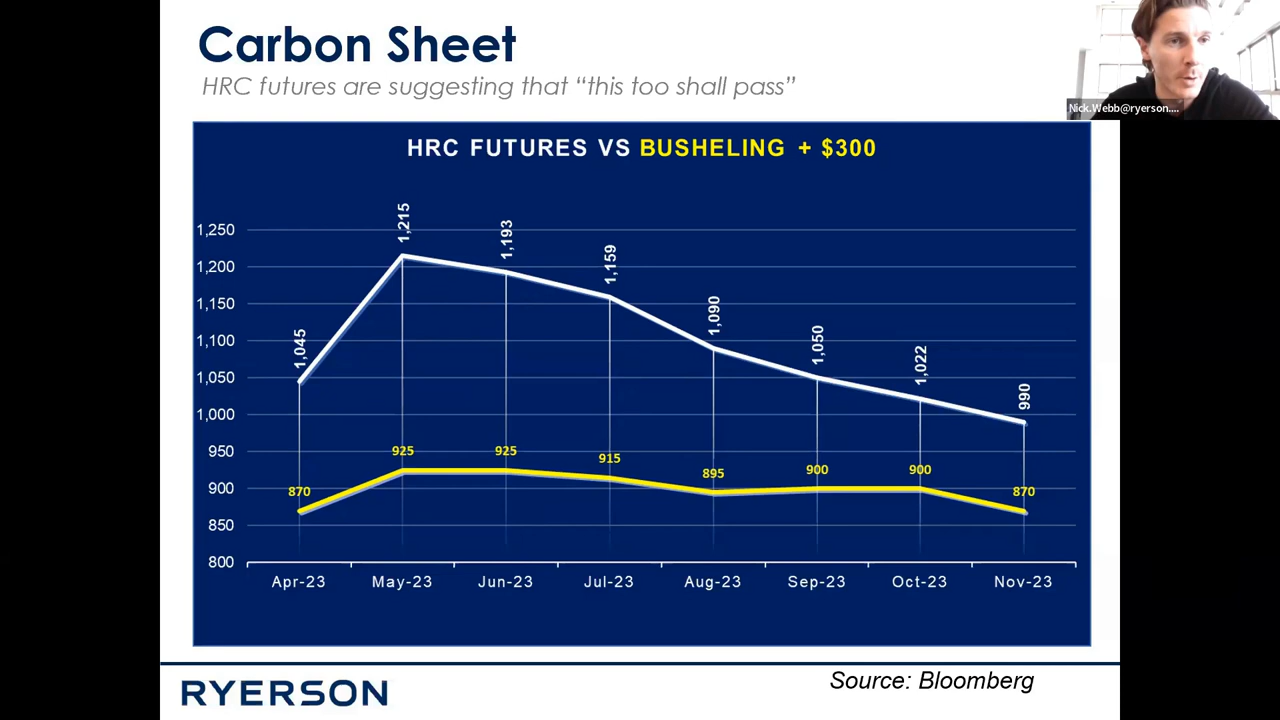 Carbon Sheet
HRC futures are suggesting that “this too shall pass”
Nick.Webb@ryerson....
HRC FUTURES VS BUSHELING + $300
1,250
1,200
1,150
1,100
1,050
1,000
950
900
850
800
1,045
1,215
1,193
1,159
1,090
1,050
1,022
990
870
925
925
915
895
900
900
870
Apr-23
May-23
Jun-23
Jul-23
Aug-23
Sep-23
Oct-23
Nov-23
RYERSON
Source: Bloomberg